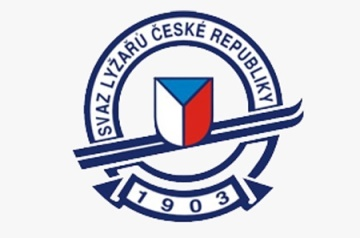 SVAZ LYŽAŘŮ ČESKÉ REPUBLIKY
1903